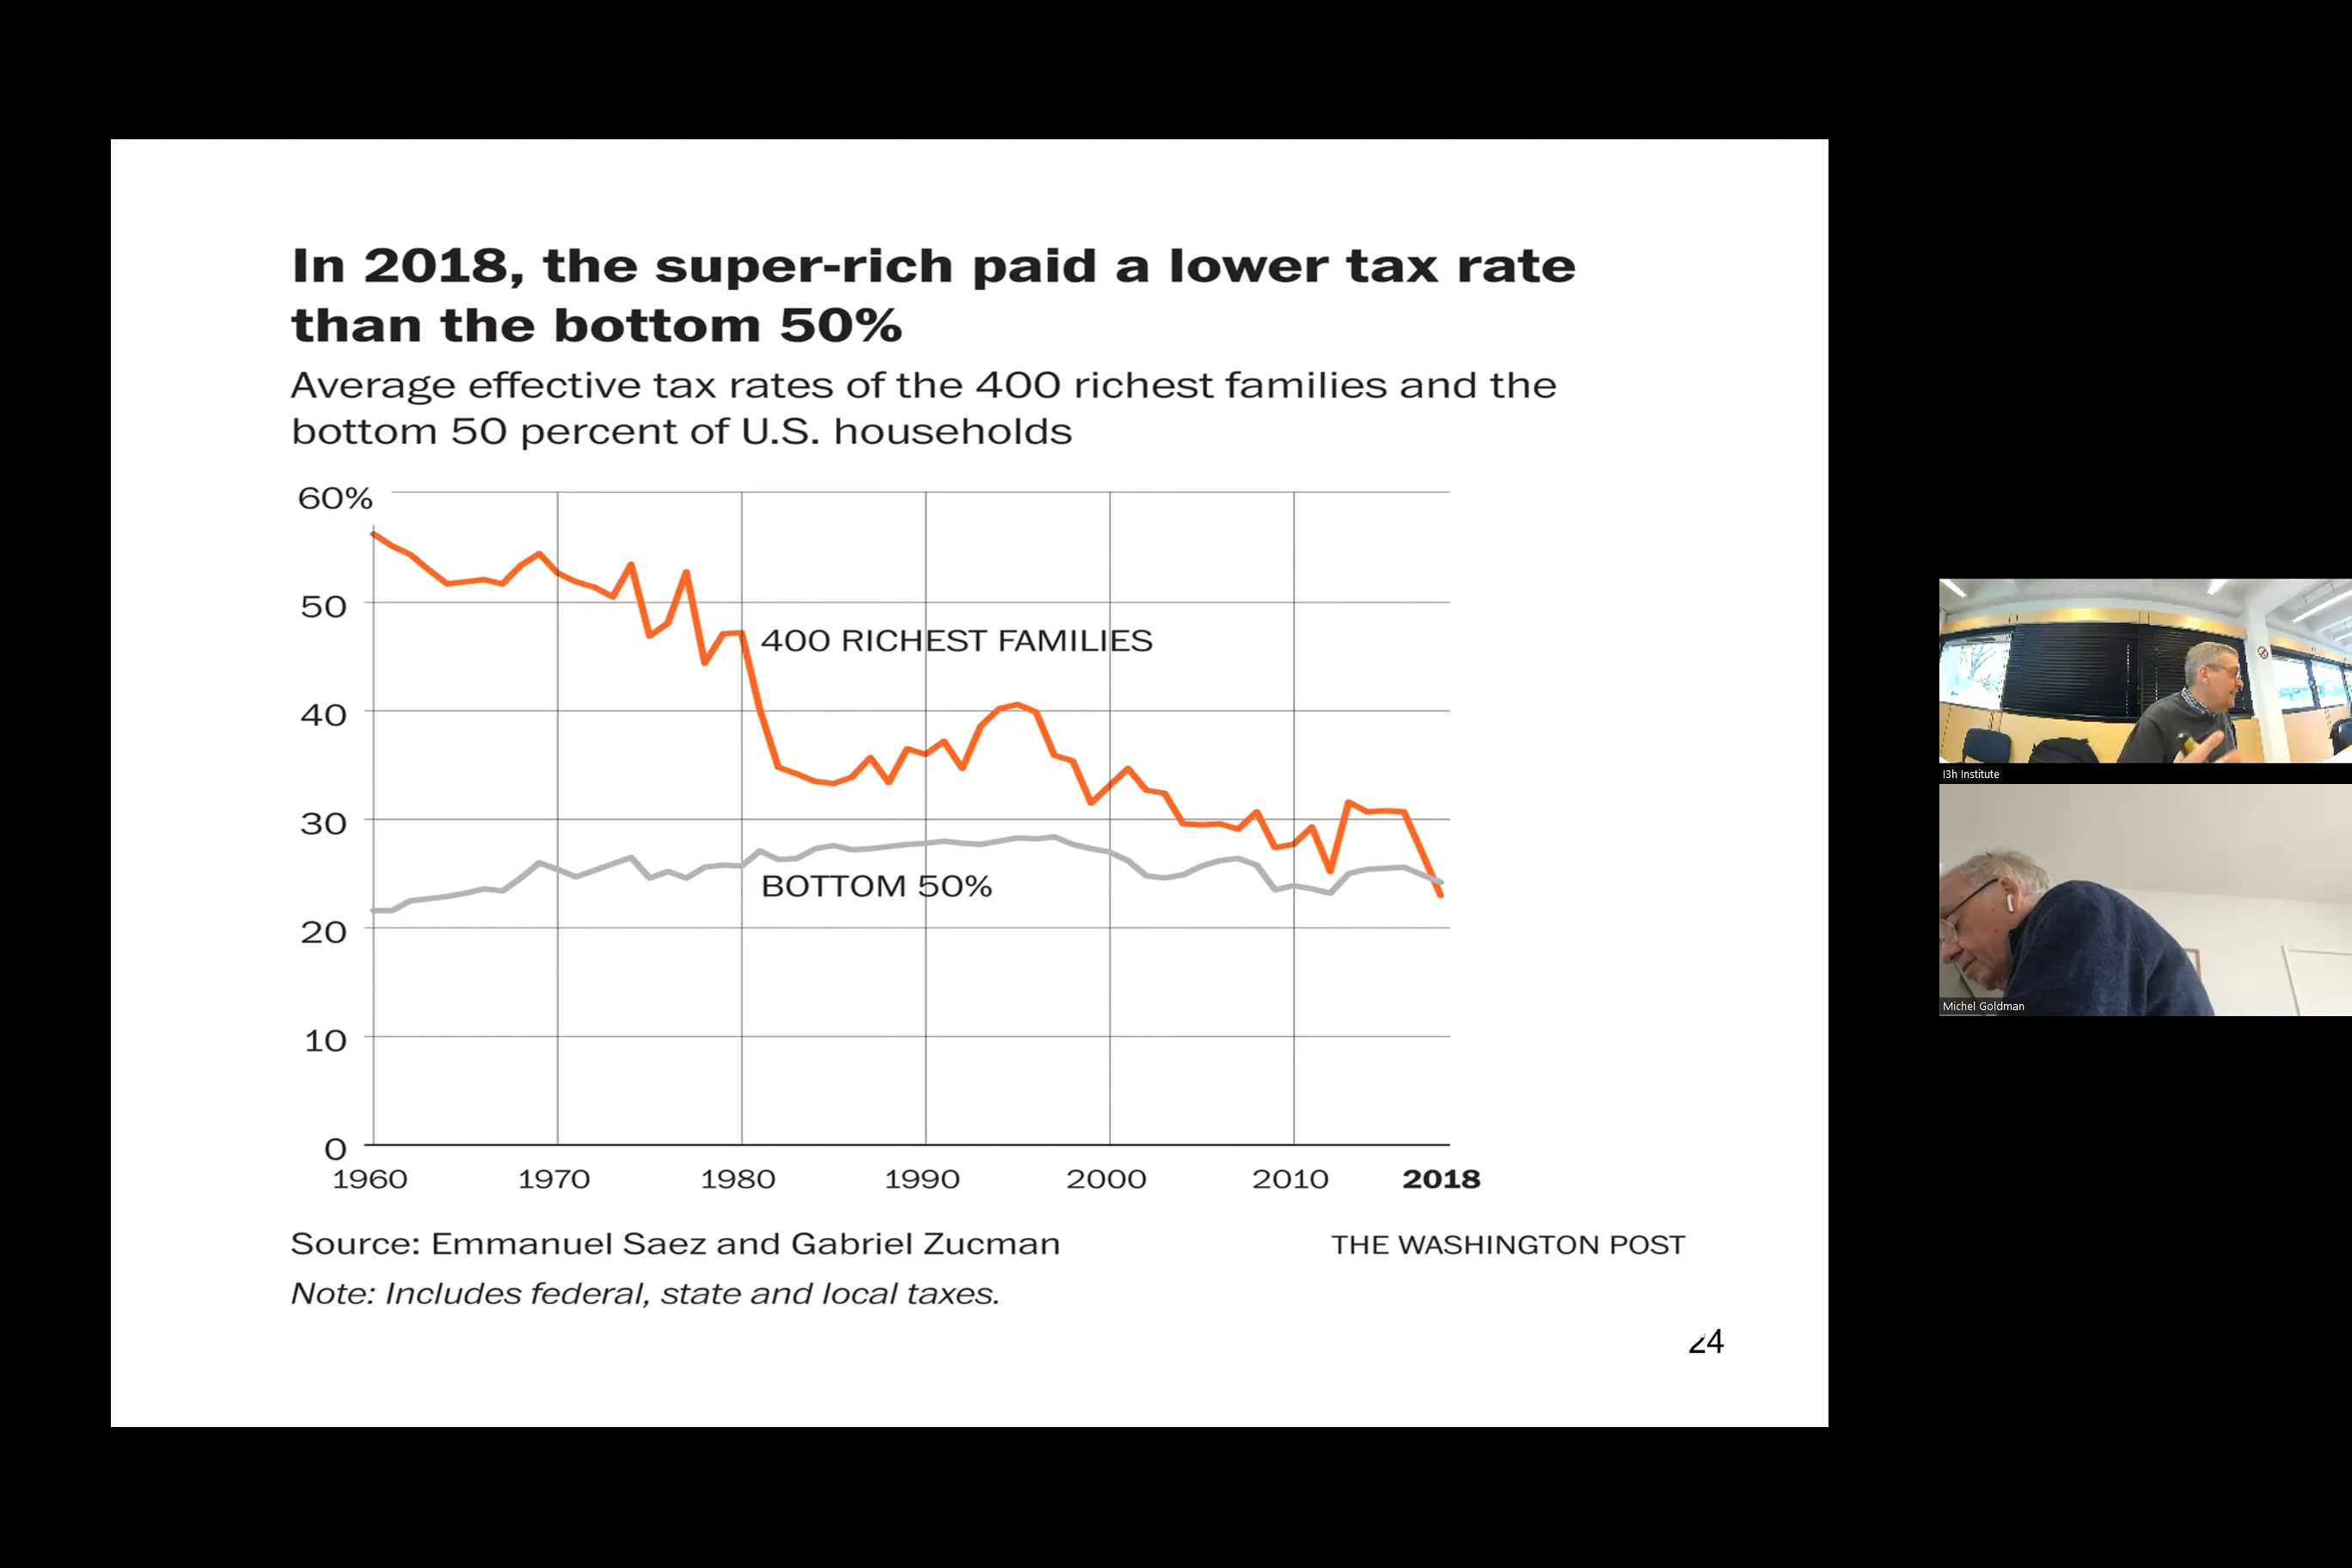 In 2018, the super-rich paid a lower tax rate
than the bottom 50%
Average effective tax rates of the 400 richest families and the
bottom 50 percent of U.S. households
60%
50
400 RICHEST FAMILIES
40
30
BOTTOM 50%
20
10
0
1960 1970 1980 1990 2000 2010 2018
Source: Emmanuel Saez and Gabriel Zucman
THE WASHINGTON POST
Note: Includes federal, state and local taxes.
24
I3h Institute
Michel Goldman